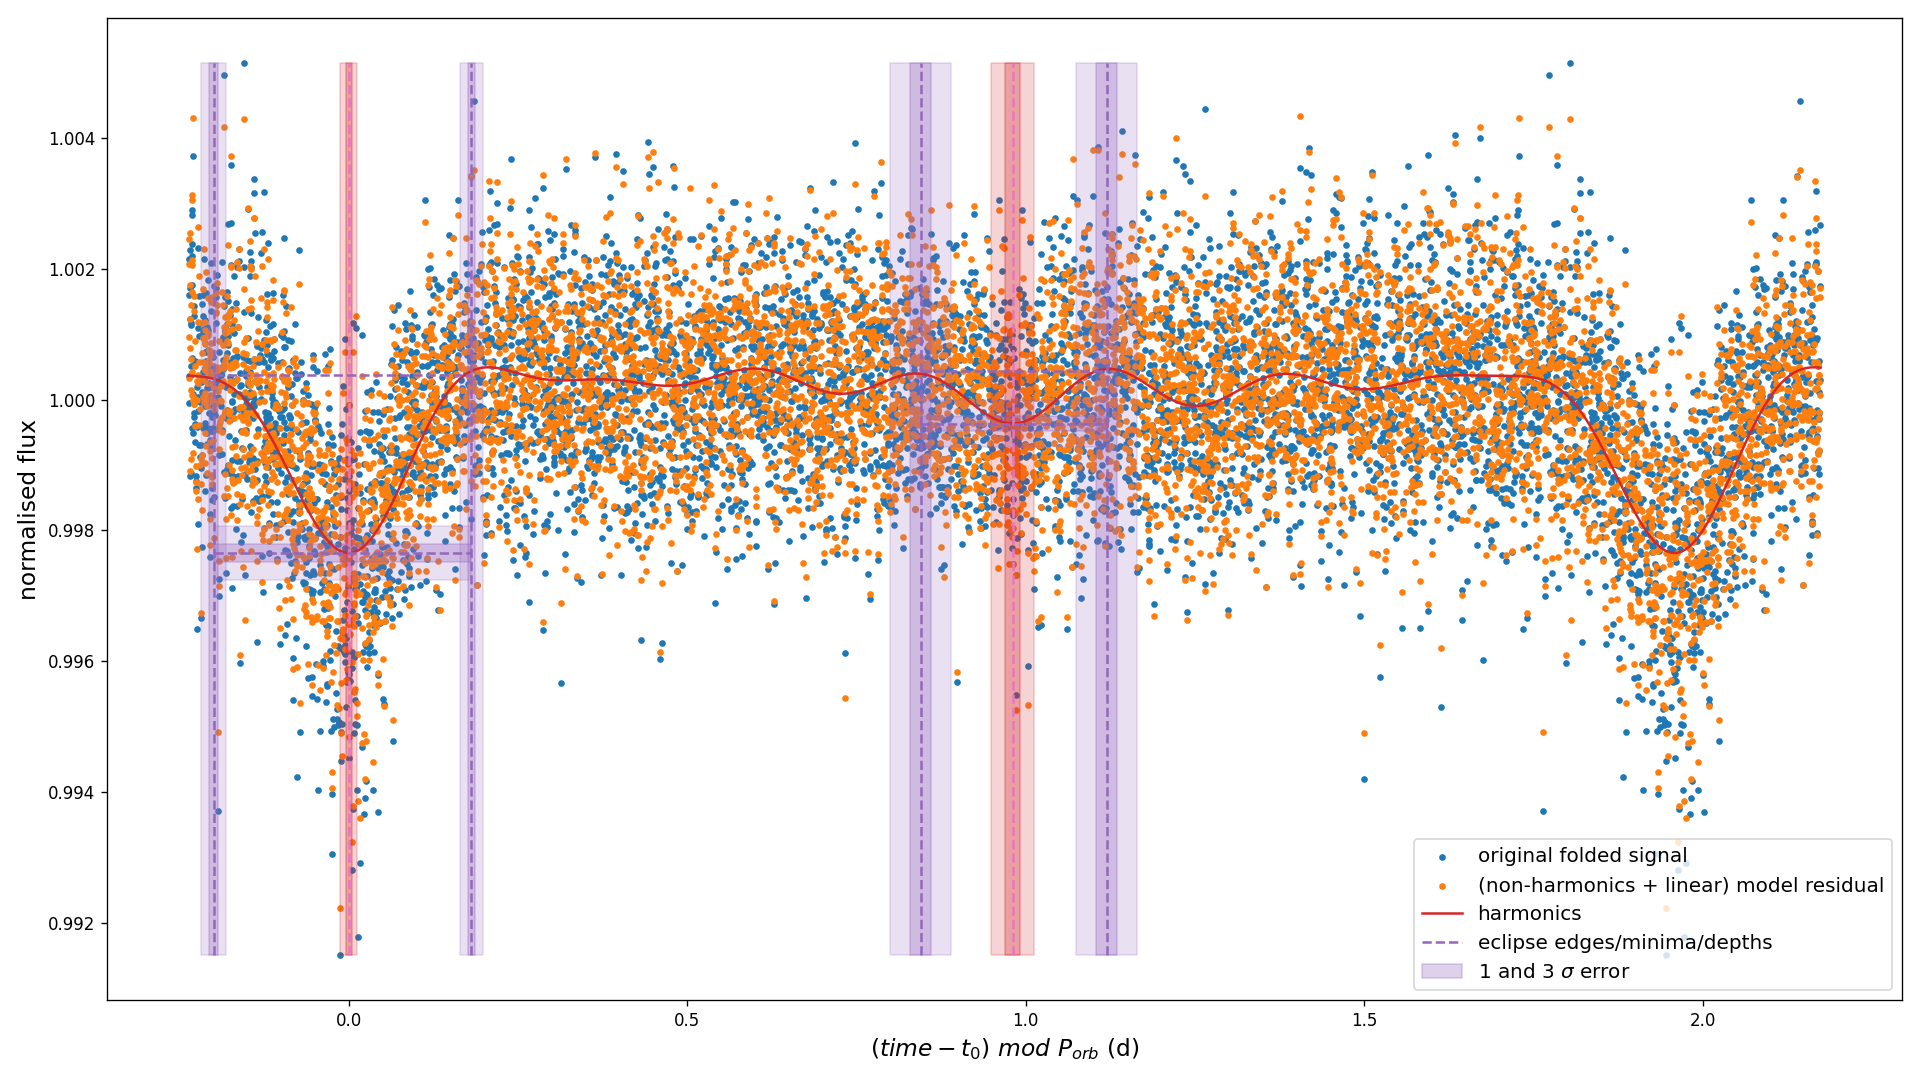 1.004
1.002
1.000
0.998
0.996
0.994
0.992
normalised flux
0.0
0.5
1.0
1.5
2.0
(time − t₀) mod Pₒᵣᵦ (d)
original folded signal
(non-harmonics + linear) model residual
harmonics
eclipse edges/minima/depths
1 and 3 σ error